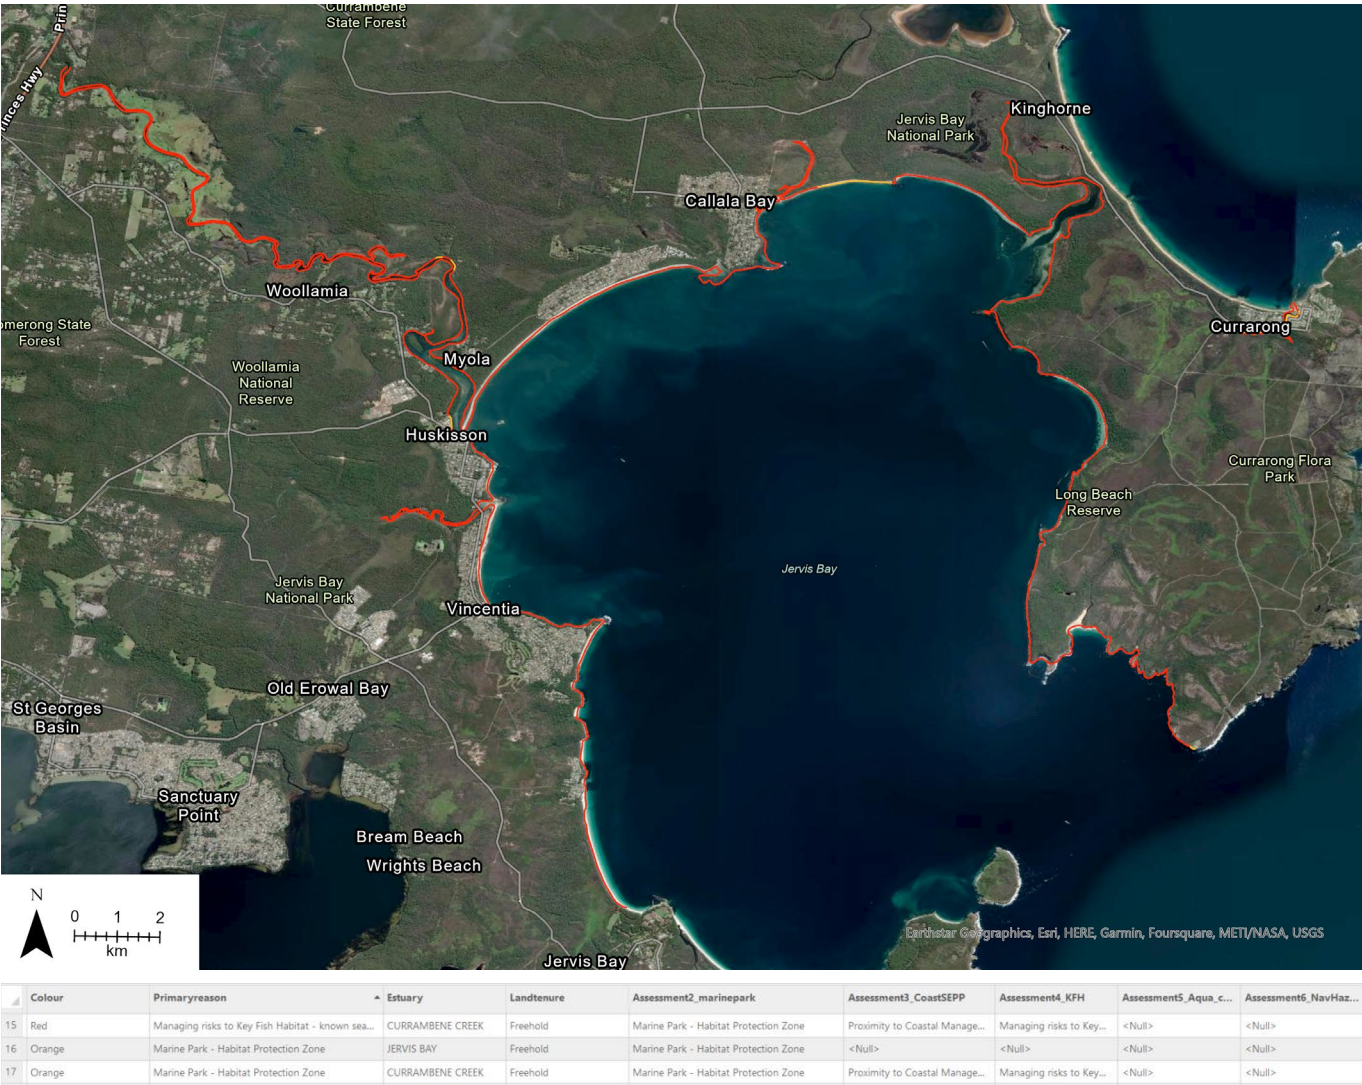 Currambene
State Forest
Prin
Princes Hwy
Kinghorne
Jervis Bay
National Park
Callala Bay
Woollamia
omerong State
Forest
Currarong
Myola
Woollamia
National
Reserve
Huskisson
Currarong Flora
Park
Long Beach
Reserve
Jervis Bay
Jervis Bay
National Park
Vincentia
Old Erowal Bay
St Georges
Basin
Sanctuary
Point
Bream Beach
Wrights Beach
N
0 1 2
km
Earthstar Geographics, Esri, HERE, Garmin, Foursquare, METI/NASA, USGS
Jervis Bay
Colour Primaryreason Estuary Landtenure Assessment2_marinepark Assessment3_CoastSEPP Assessment4_KFH Assessment5_Aqua_c... Assessment6_NavHaz...
15 Red Managing risks to Key Fish Habitat - known sea... CURRAMBENE CREEK Freehold Marine Park - Habitat Protection Zone Proximity to Coastal Manage... Managing risks to Key... <Null> <Null>
16 Orange Marine Park - Habitat Protection Zone JERVIS BAY Freehold Marine Park - Habitat Protection Zone <Null> <Null> <Null> <Null>
17 Orange Marine Park - Habitat Protection Zone CURRAMBENE CREEK Freehold Marine Park - Habitat Protection Zone Proximity to Coastal Manage... Managing risks to Key... <Null> <Null>